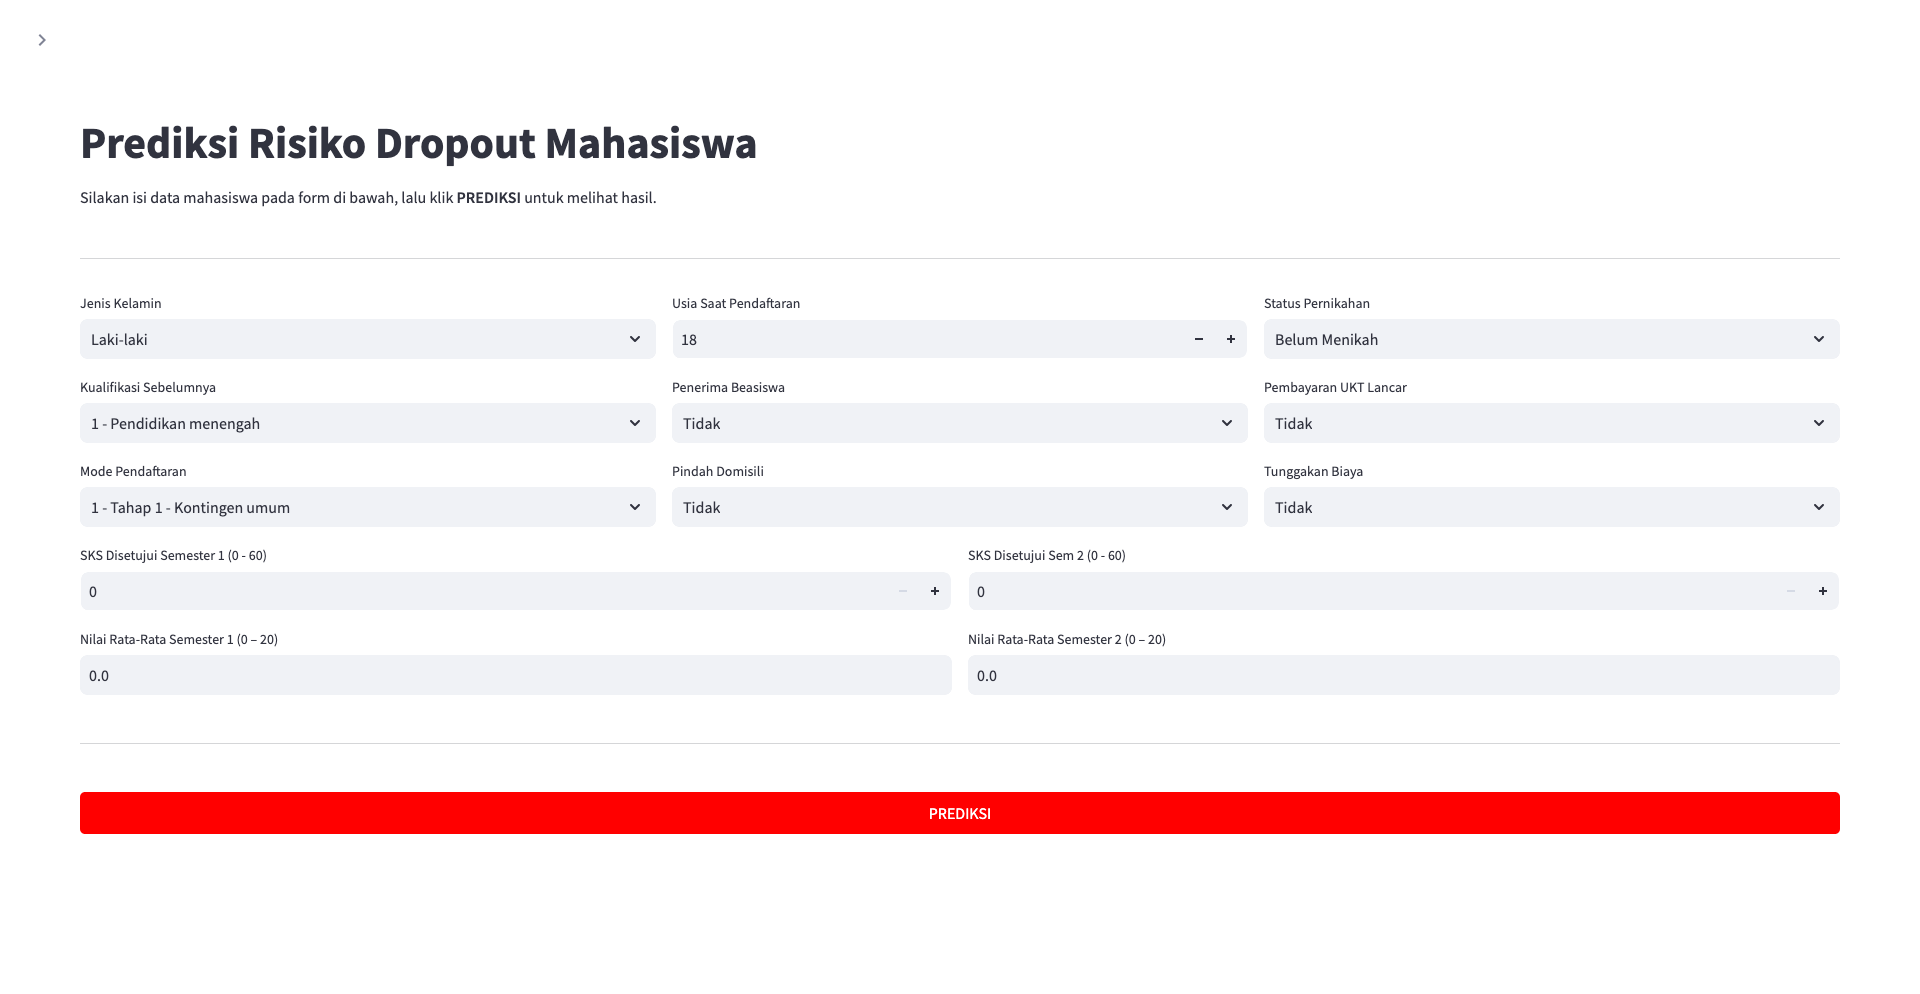 Prediksi Risiko Dropout Mahasiswa
Silakan isi data mahasiswa pada form di bawah, lalu klik PREDIKSI untuk melihat hasil.
Jenis Kelamin
Laki-laki
Usia Saat Pendaftaran
18
Status Pernikahan
Belum Menikah
Kualifikasi Sebelumnya
1 - Pendidikan menengah
Penerima Beasiswa
Tidak
Pembayaran UKT Lancar
Tidak
Mode Pendaftaran
1 - Tahap 1 - Kontingen umum
Pindah Domisili
Tidak
Tunggakan Biaya
Tidak
SKS Disetujui Semester 1 (0 - 60)
0
SKS Disetujui Sem 2 (0 - 60)
0
Nilai Rata-Rata Semester 1 (0 – 20)
0.0
Nilai Rata-Rata Semester 2 (0 – 20)
0.0
PREDIKSI